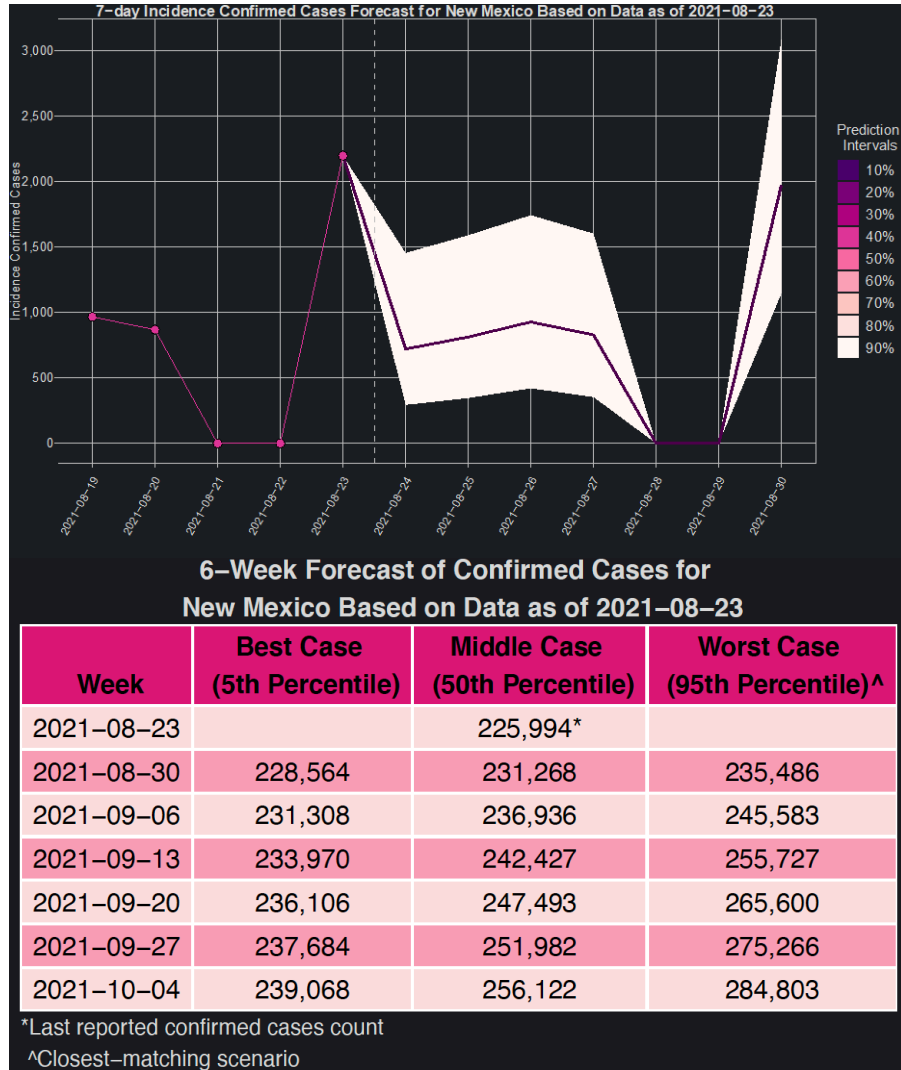 7-day Incidence Confirmed Cases Forecast for New Mexico Based on Data as of 2021-08-23
Incidence Confirmed Cases
3,000
2,500
2,000
1,500
1,000
500
0
2021-08-19
2021-08-20
2021-08-21
2021-08-22
2021-08-23
2021-08-24
2021-08-25
2021-08-26
2021-08-27
2021-08-28
2021-08-29
2021-08-30
Prediction
Intervals
10%
20%
30%
40%
50%
60%
70%
80%
90%
6-Week Forecast of Confirmed Cases for
New Mexico Based on Data as of 2021-08-23
Best Case Middle Case Worst Case
Week (5th Percentile) (50th Percentile) (95th Percentile)^
2021-08-23 225,994*
2021-08-30 228,564 231,268 235,486
2021-09-06 231,308 236,936 245,583
2021-09-13 233,970 242,427 255,727
2021-09-20 236,106 247,493 265,600
2021-09-27 237,684 251,982 275,266
2021-10-04 239,068 256,122 284,803
*Last reported confirmed cases count
^Closest-matching scenario